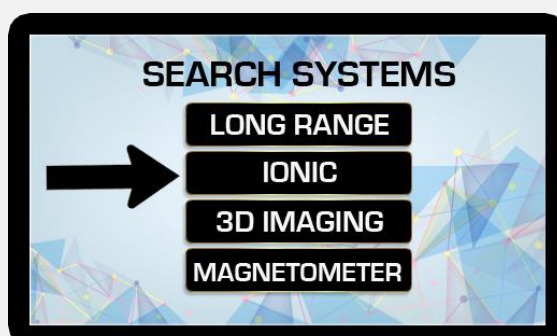 SEARCH SYSTEMS
LONG RANGE
IONIC
3D IMAGING
MAGNETOMETER